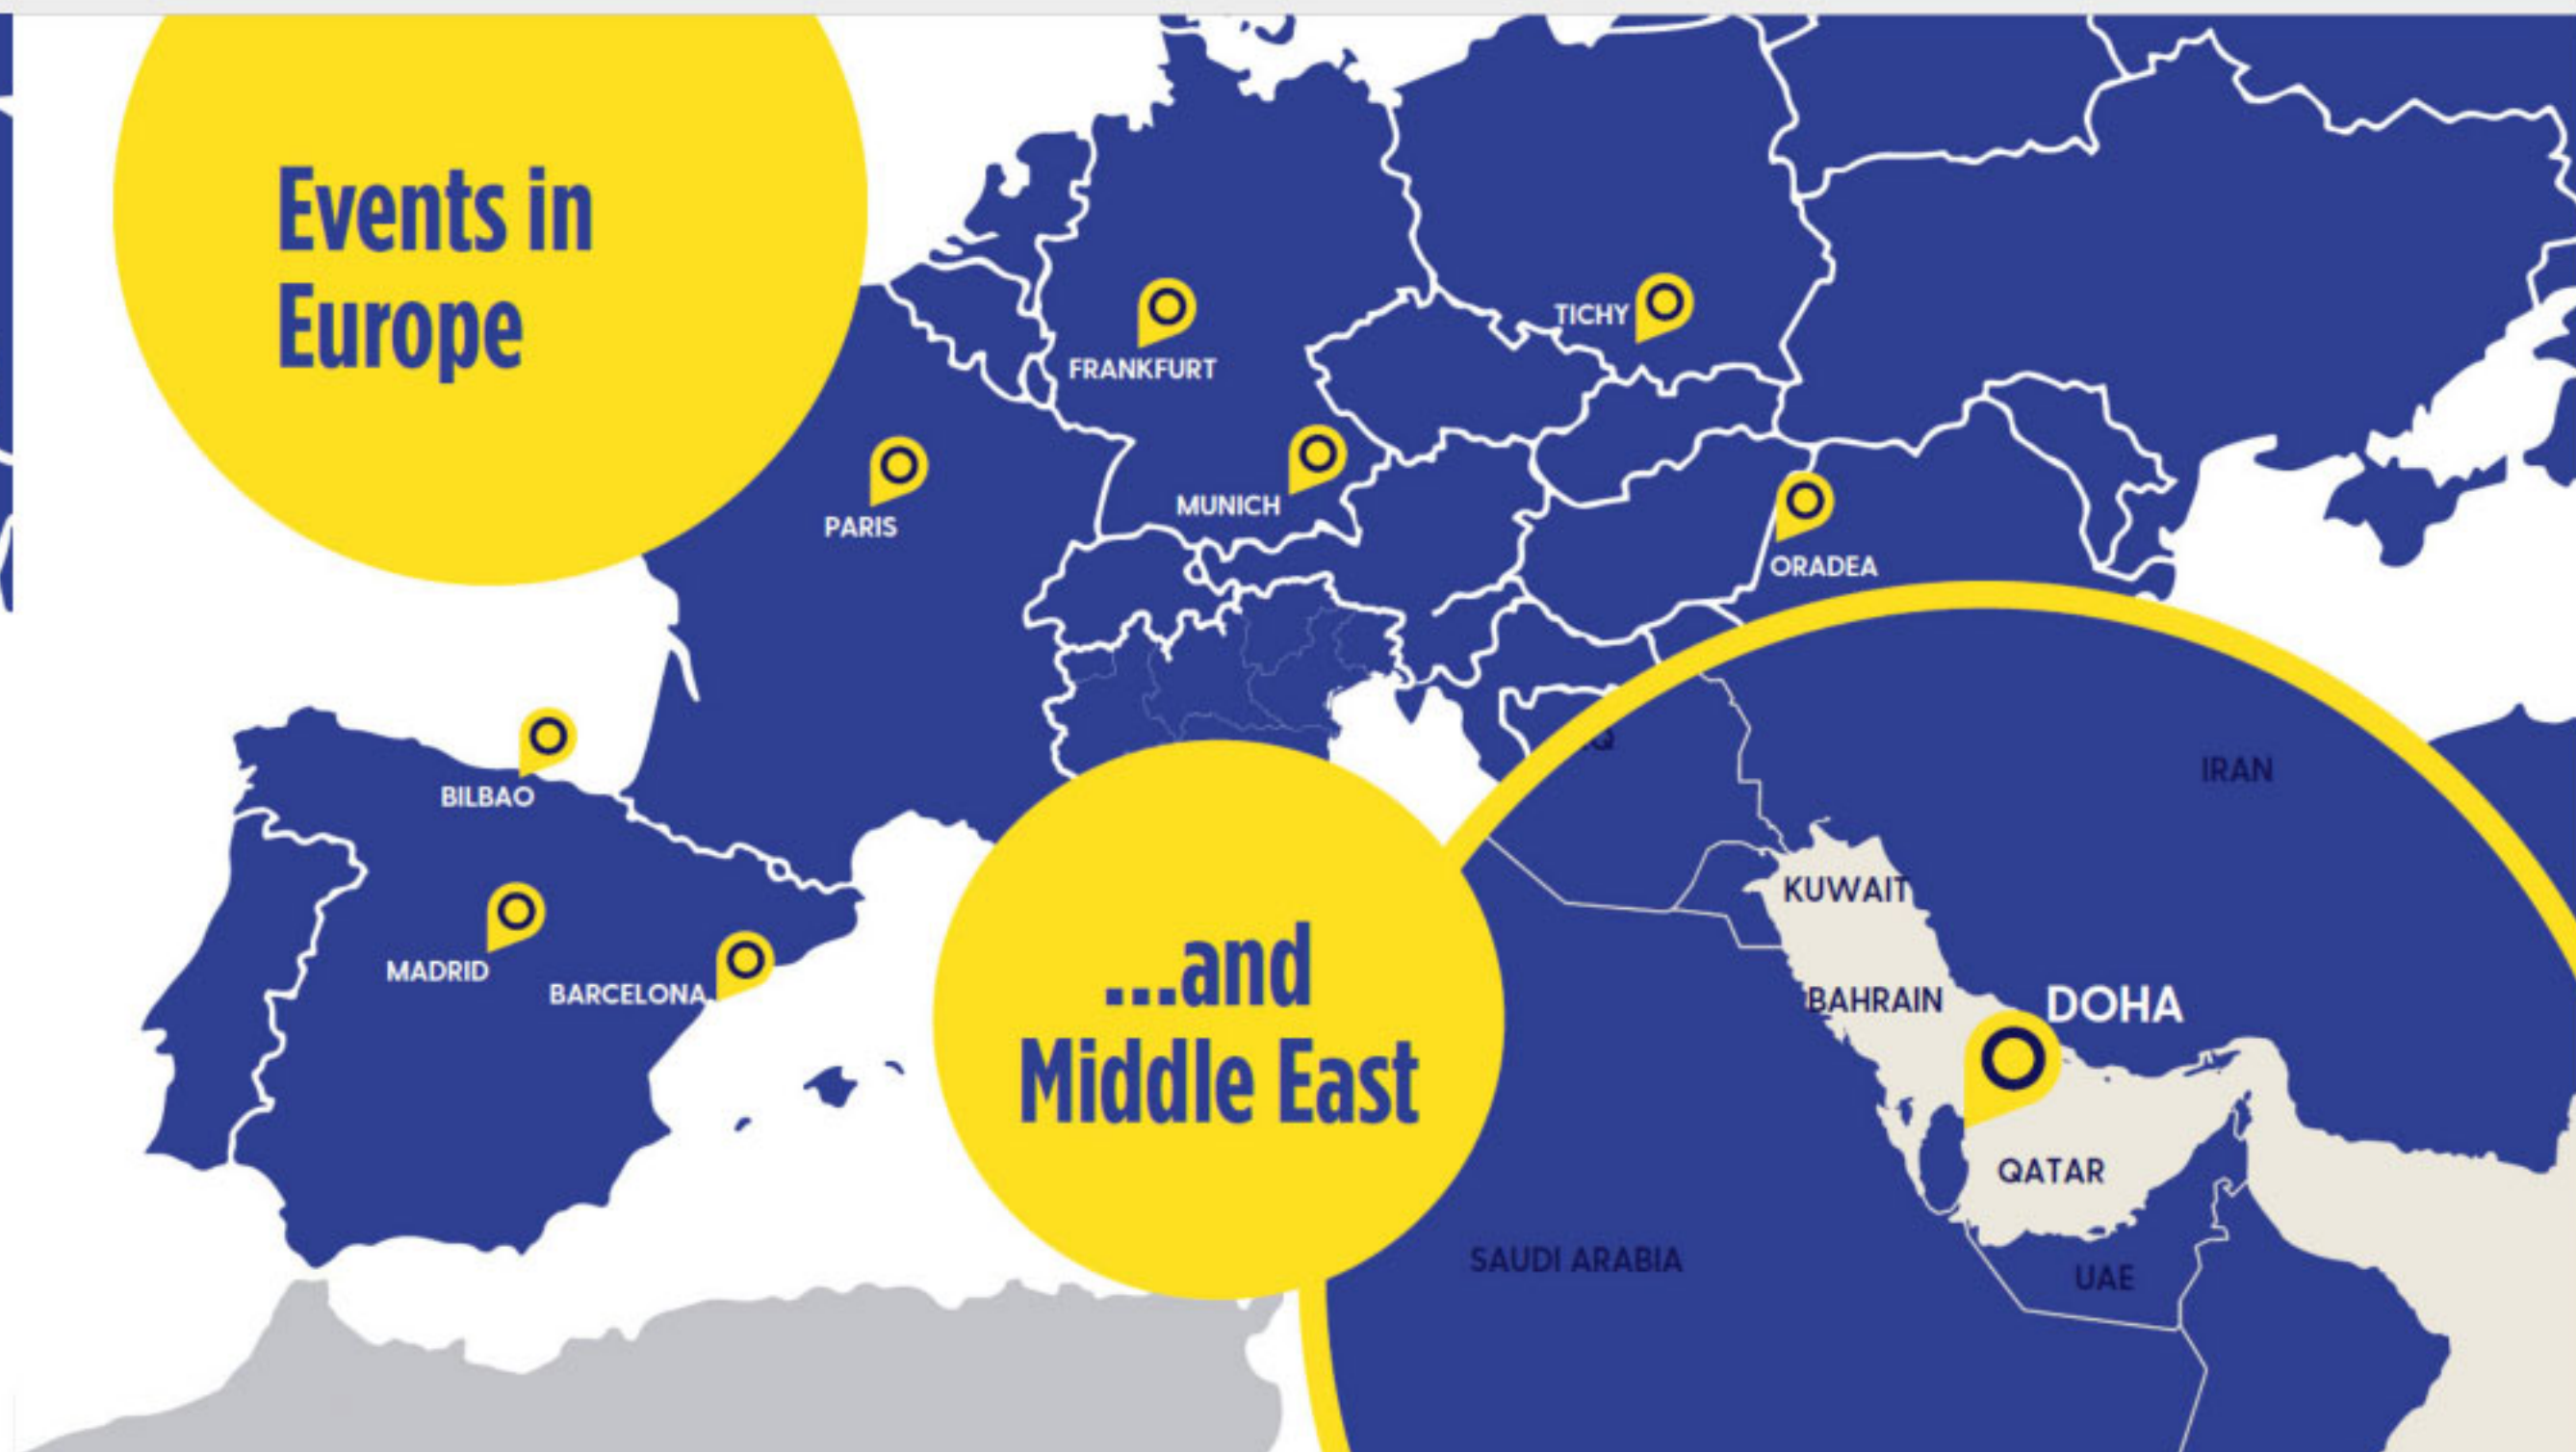 Events in
Europe
FRANKFURT
TICHY
PARIS
MUNICH
ORADEA
BILBAO
MADRID
BARCELONA
...and
Middle East
IRAN
KUWAIT
BAHRAIN
DOHA
QATAR
SAUDI ARABIA
UAE